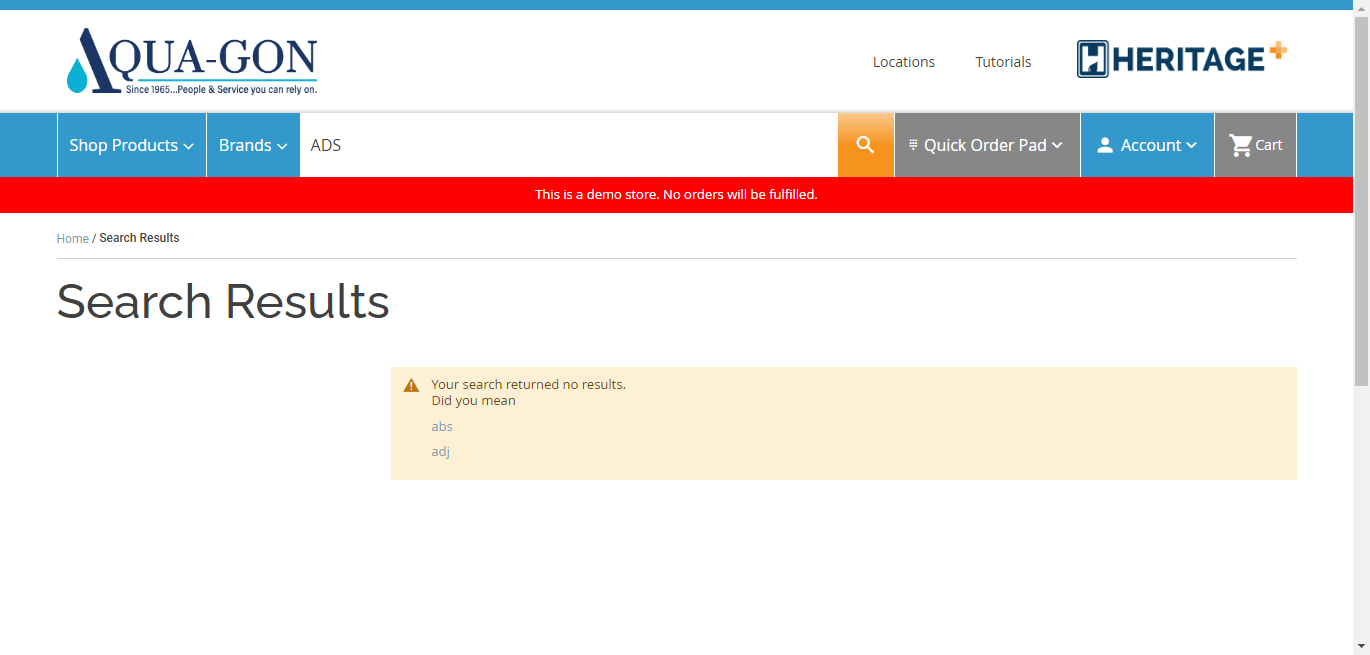 AQUA-GON
Since 1965...People & Service you can rely on.
Locations
Tutorials
HERITAGE+
Shop Products
Brands
ADS
Quick Order Pad
Account
Cart
This is a demo store. No orders will be fulfilled.
Home / Search Results
Search Results
Your search returned no results.
Did you mean
abs
adj